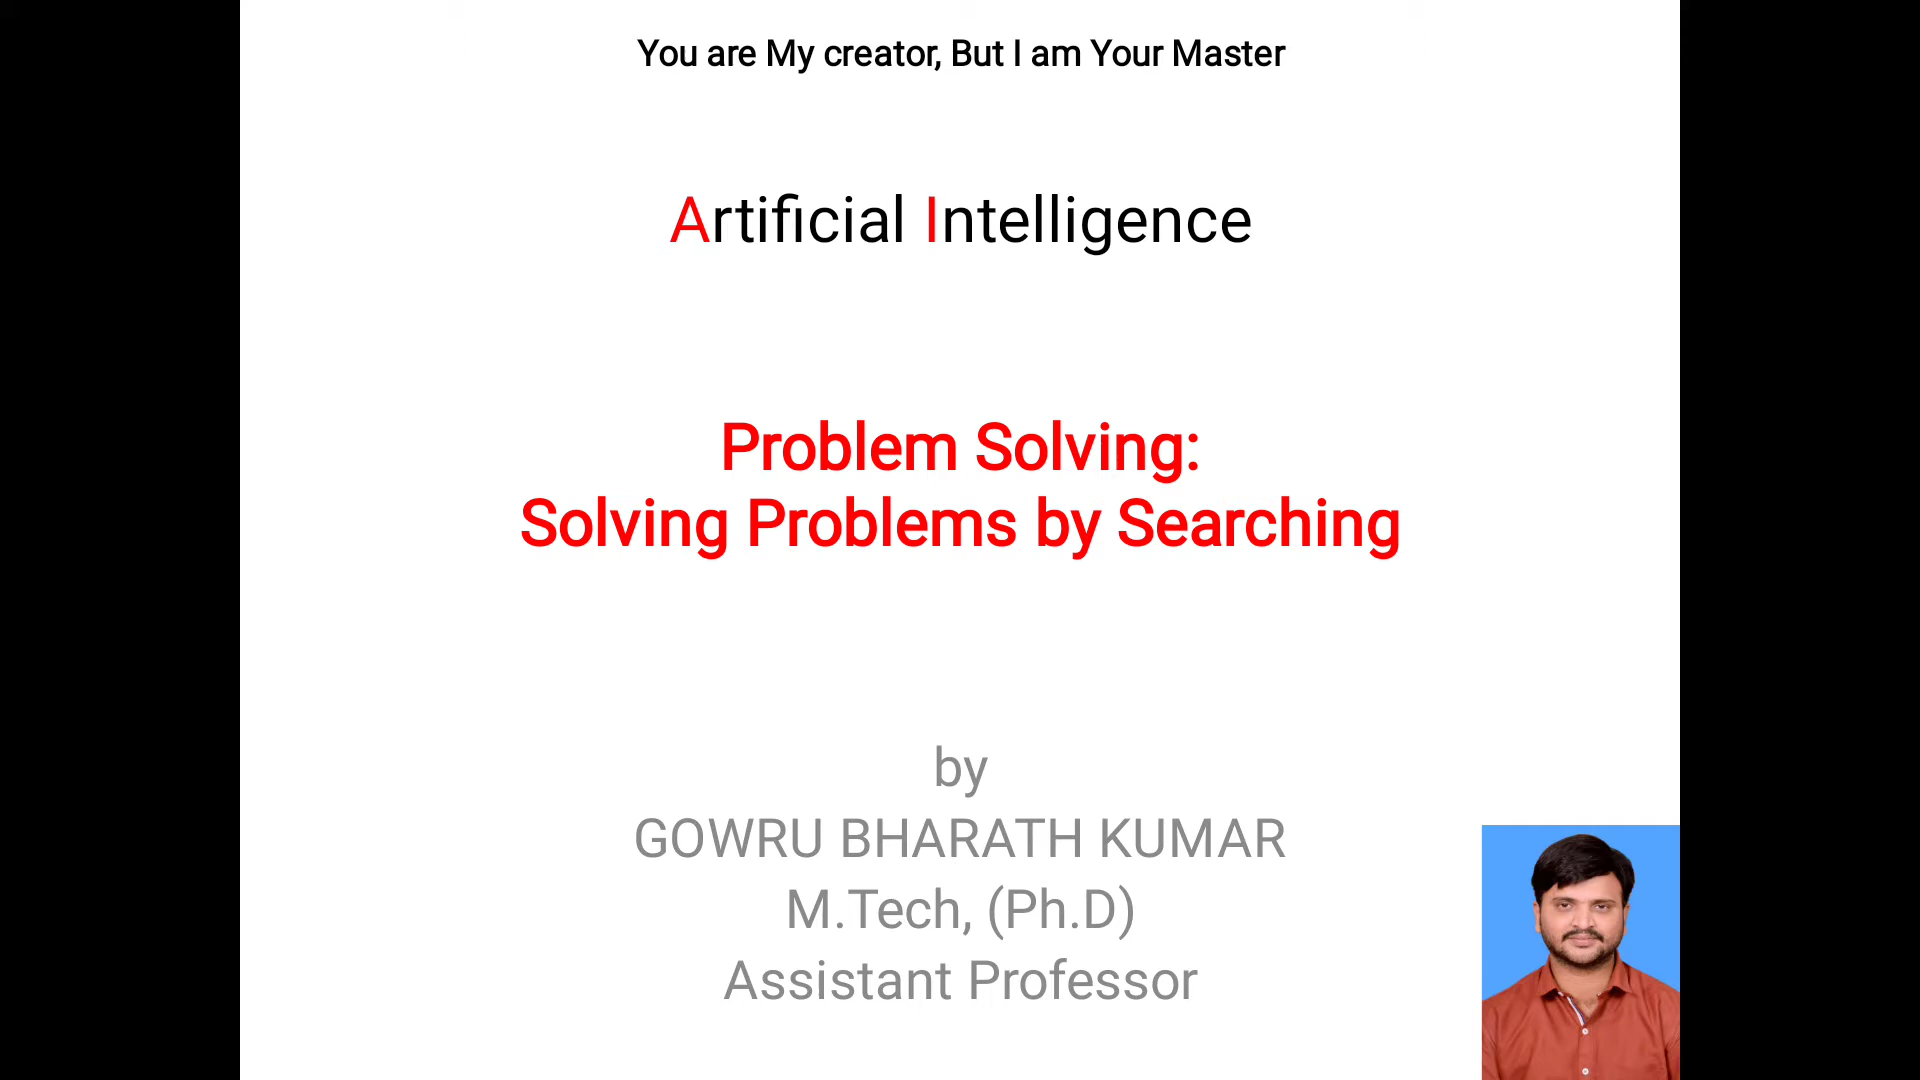 You are My creator, But I am Your Master
Artificial Intelligence
Problem Solving:
Solving Problems by Searching
by
GOWRU BHARATH KUMAR
M.Tech, (Ph.D)
Assistant Professor